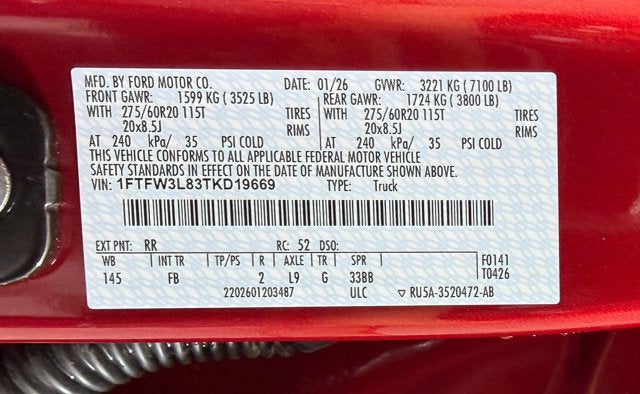 MFD. BY FORD MOTOR CO. DATE: 01/26 GVWR: 3221 KG ( 7100 LB)
FRONT GAWR: 1599 KG ( 3525 LB) REAR GAWR: 1724 KG ( 3800 LB)
WITH 275/60R20 115T TIRES WITH 275/60R20 115T TIRES
20x8.5J RIMS 20x8.5J RIMS
AT 240 kPa/ 35 PSI COLD AT 240 kPa/ 35 PSI COLD
THIS VEHICLE CONFORMS TO ALL APPLICABLE FEDERAL MOTOR VEHICLE
SAFETY STANDARDS IN EFFECT ON THE DATE OF MANUFACTURE SHOWN ABOVE.
VIN: 1FTFW3L83TKD19669 TYPE: Truck
EXT PNT: RR RC: 52 DSO: F0141
WB INT TR TP/PS R AXLE TR SPR T0426
145 FB 2 L9 G 33BB
2202601203487 ULC ▽ RU5A-3520472-AB